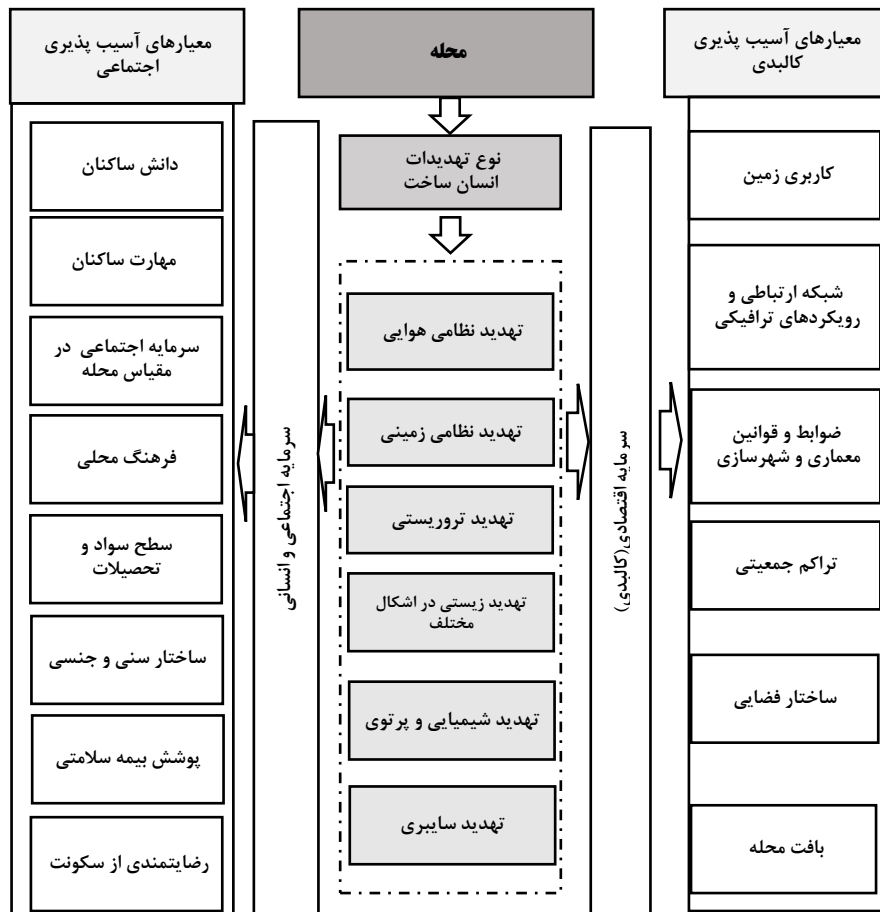 معیارهای آسیب پذیری
کالبدی
کاربری زمین
شبکه ارتباطی و
رویکردهای ترافیکی
ضوابط و قوانین
معماری و شهرسازی
تراکم جمعیتی
ساختار فضایی
بافت محله
سرمایه اقتصادی(کالبدی)
محله
نوع تهدیدات
انسان ساخت
تهدید نظامی هوایی
تهدید نظامی زمینی
تهدید تروریستی
تهدید زیستی در اشکال
مختلف
تهدید شیمیایی و پرتوی
تهدید سایبری
سرمایه اجتماعی و انسانی
معیارهای آسیب پذیری
اجتماعی
دانش ساکنان
مهارت ساکنان
سرمایه اجتماعی در
مقیاس محله
فرهنگ محلی
سطح سواد و
تحصیلات
ساختار سنی و جنسی
پوشش بیمه سلامتی
رضایتمندی از سکونت